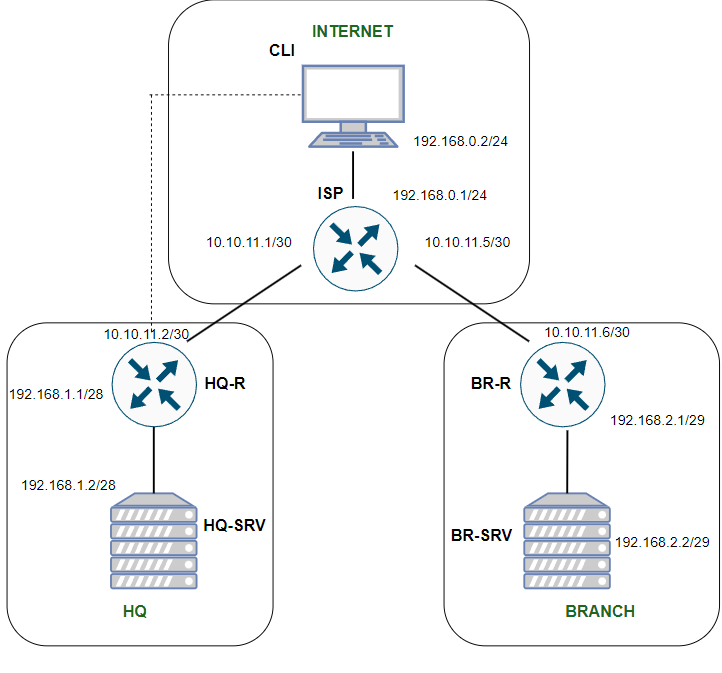 INTERNET
CLI
192.168.0.2/24
ISP
192.168.0.1/24
10.10.11.1/30
10.10.11.5/30
10.10.11.2/30
10.10.11.6/30
HQ-R
BR-R
192.168.1.1/28
192.168.2.1/29
192.168.1.2/28
HQ-SRV
BR-SRV
192.168.2.2/29
HQ
BRANCH